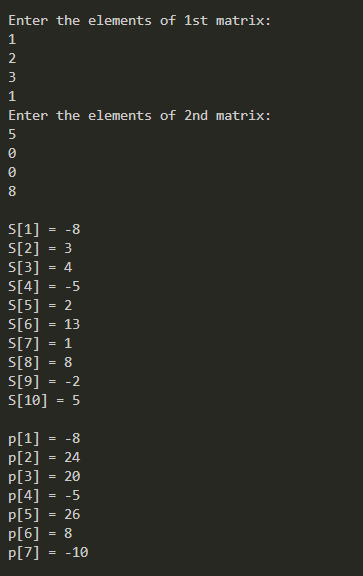 Enter the elements of 1st matrix:
1
2
3
1
Enter the elements of 2nd matrix:
5
0
0
8
S[1] = -8
S[2] = 3
S[3] = 4
S[4] = -5
S[5] = 2
S[6] = 13
S[7] = 1
S[8] = 8
S[9] = -2
S[10] = 5
p[1] = -8
p[2] = 24
p[3] = 20
p[4] = -5
p[5] = 26
p[6] = 8
p[7] = -10